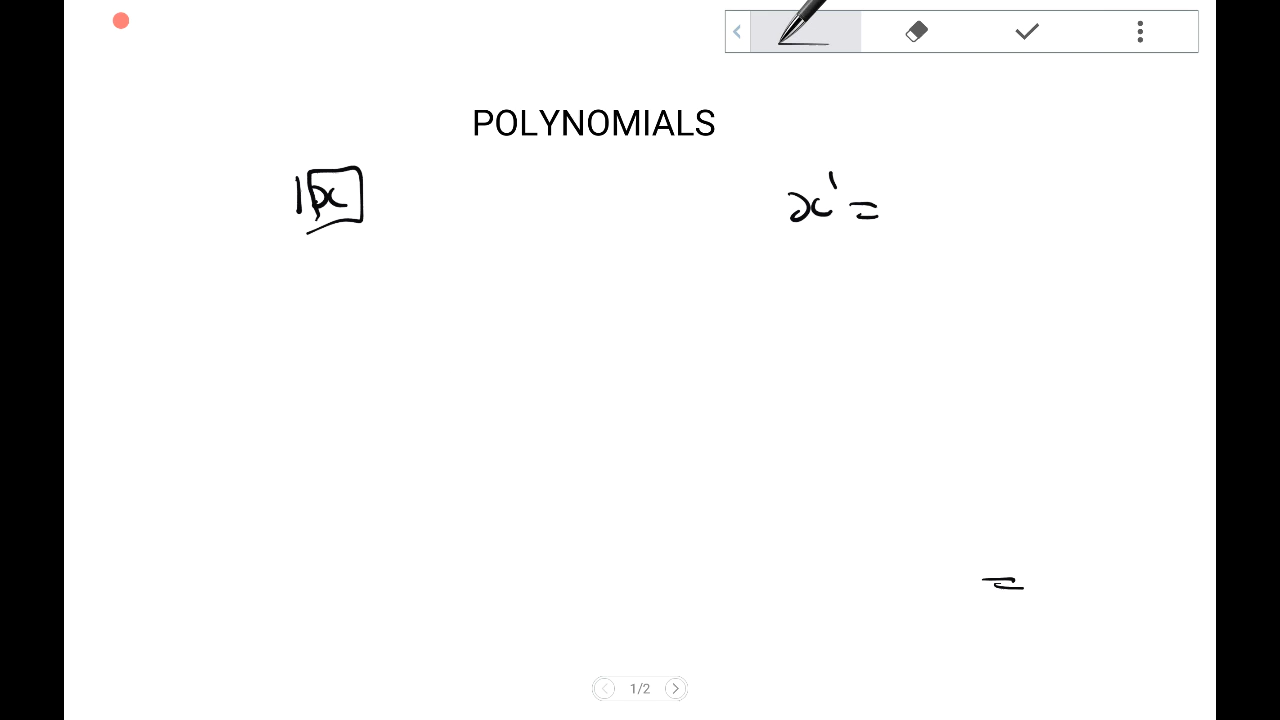 POLYNOMIALS
1x x¹ =
=
1/2